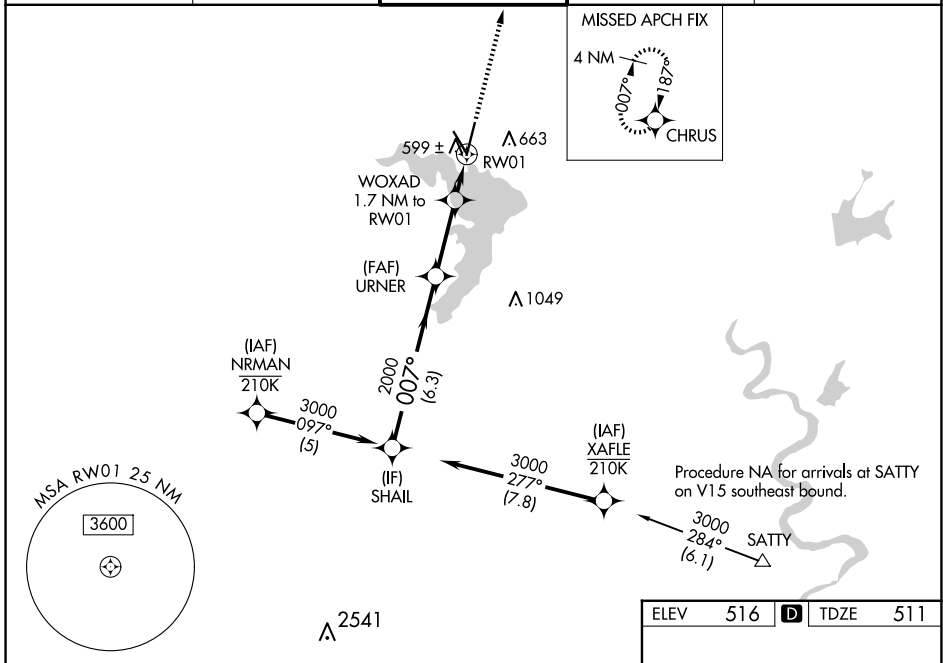 MISSED APCH FIX
4 NM
007°
187°
CHRUS
599 ±
663
RW01
WOXAD
1.7 NM to
RW01
(FAF)
URNER
1049
(IAF)
NRMAN
210K
2000
007°
(6.3)
3000
097°
(5)
(IF)
SHAIL
(IAF)
XAFLE
210K
3000
277°
(7.8)
Procedure NA for arrivals at SATTY
on V15 southeast bound.
3000
284°
(6.1)
SATTY
MSA RW01 25 NM
3600
2541
ELEV 516 D TDZE 511